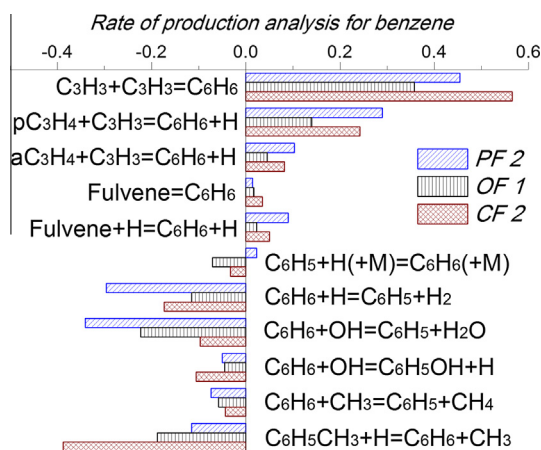 Rate of production analysis for benzene
-0.4 -0.2 0.0 0.2 0.4 0.6
C3H3+C3H3=C6H6
pC3H4+C3H3=C6H6+H
aC3H4+C3H3=C6H6+H
PF 2
Fulvene=C6H6
OF 1
CF 2
Fulvene+H=C6H6+H
C6H5+H(+M)=C6H6(+M)
C6H6+H=C6H5+H2
C6H6+OH=C6H5+H2O
C6H6+OH=C6H5OH+H
C6H6+CH3=C6H5+CH4
C6H5CH3+H=C6H6+CH3